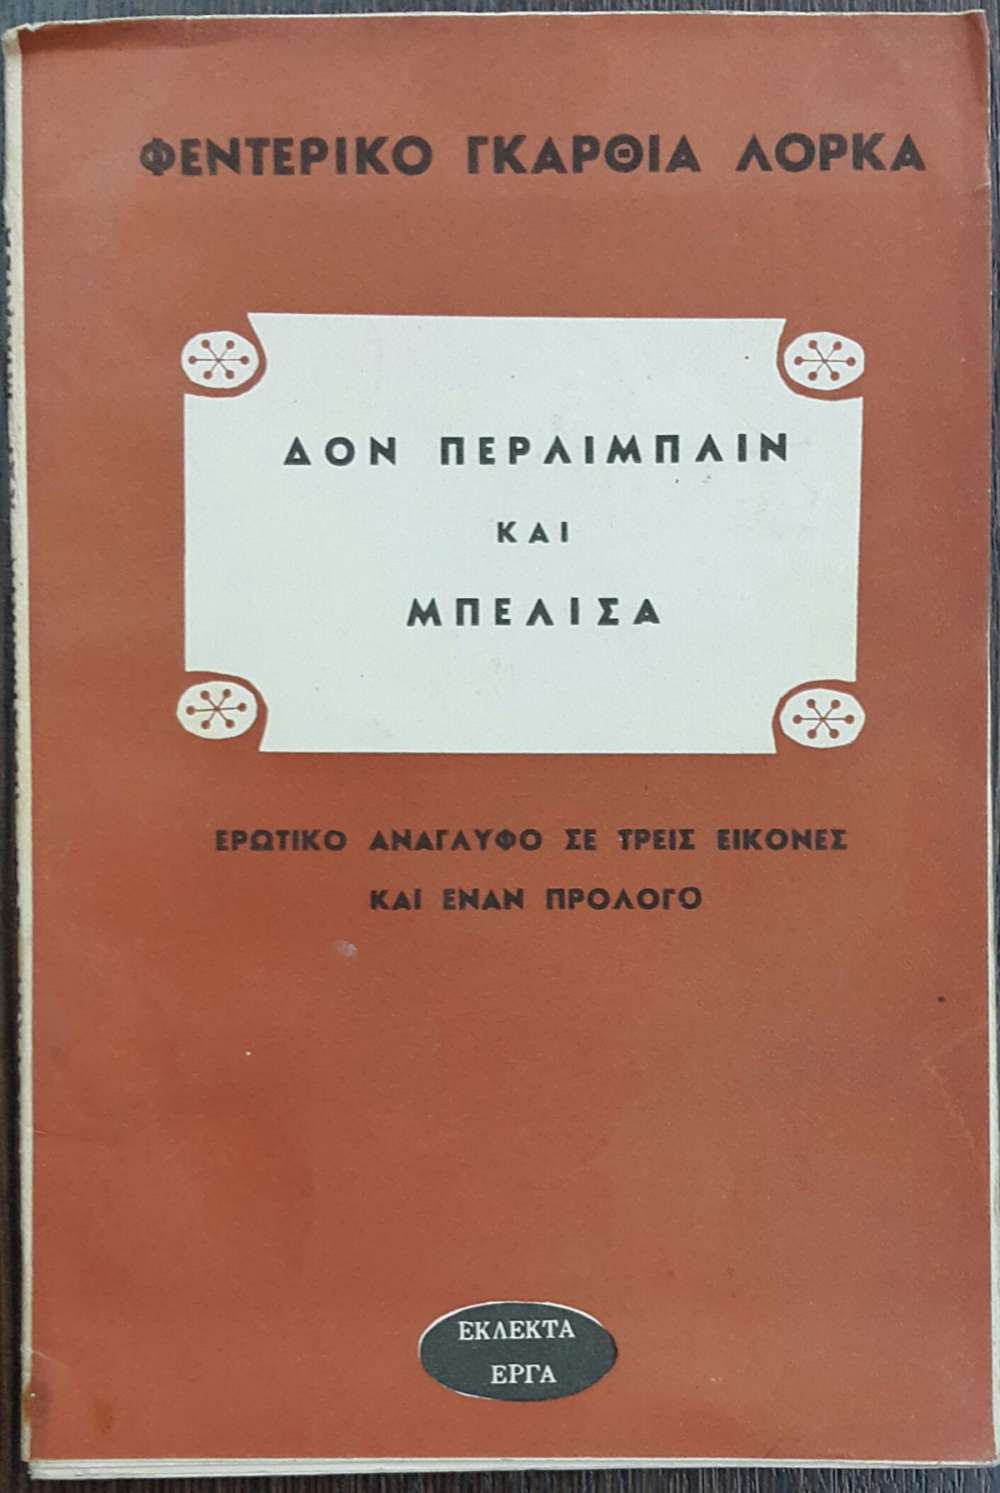 ΦΕΝΤΕΡΙΚΟ ΓΚΑΡΘΙΑ ΛΟΡΚΑ
ΔΟΝ ΠΕΡΛΙΜΠΛΙΝ
ΚΑΙ
ΜΠΕΛΙΣΑ
ΕΡΩΤΙΚΟ ΑΝΑΓΛΥΦΟ ΣΕ ΤΡΕΙΣ ΕΙΚΟΝΕΣ
ΚΑΙ ΕΝΑΝ ΠΡΟΛΟΓΟ
ΕΚΛΕΚΤΑ
ΕΡΓΑ